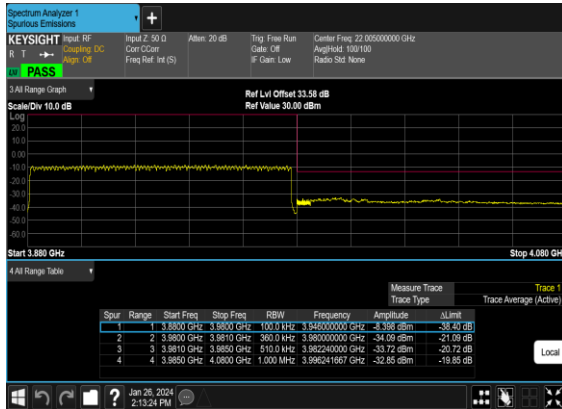 Spectrum Analyzer 1
Spurious Emissions
+
KEYSIGHT Input: RF Input Z: 50 Ω Atten: 20 dB Trig: Free Run Center Freq: 22.005000000 GHz
R T Coupling: DC Corr CCorr Gate: Off Avg|Hold: 100/100
Align: Off Freq Ref: Int (S) IF Gain: Low Radio Std: None
PASS
3 All Range Graph
Ref Lvl Offset 33.58 dB
Scale/Div 10.0 dB Ref Value 30.00 dBm
Log
20.0
10.0
0.00
-10.0
-20.0
-30.0
-40.0
-50.0
-60.0
Start 3.880 GHz Stop 4.080 GHz
4 All Range Table
Measure Trace Trace 1
Trace Type Trace Average (Active)
Spur Range Start Freq Stop Freq RBW Frequency Amplitude ΔLimit
1 1 3.8800 GHz 3.9800 GHz 100.0 kHz 3.946000000 GHz -8.398 dBm -38.40 dB
2 2 3.9800 GHz 3.9810 GHz 360.0 kHz 3.980000000 GHz -34.09 dBm -21.09 dB
3 3 3.9810 GHz 3.9850 GHz 510.0 kHz 3.982240000 GHz -33.72 dBm -20.72 dB
4 4 3.9850 GHz 4.0800 GHz 1.000 MHz 3.996241667 GHz -32.85 dBm -19.85 dB
Local
? Jan 26, 2024
2:13:24 PM